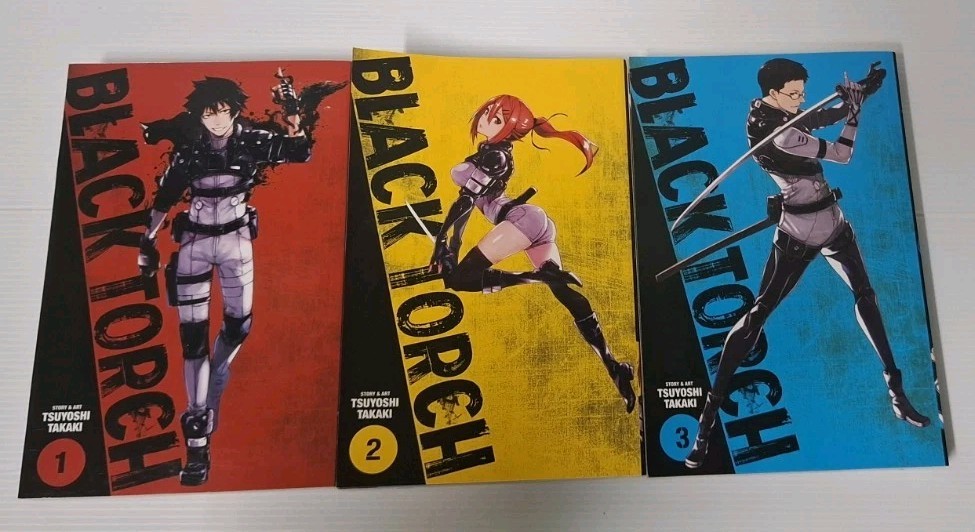 BLACK TORCH
STORY & ART
TSUYOSHI
TAKAKI
1
BLACK TORCH
STORY & ART
TSUYOSHI
TAKAKI
2
BLACK TORCH
STORY & ART
TSUYOSHI
TAKAKI
3